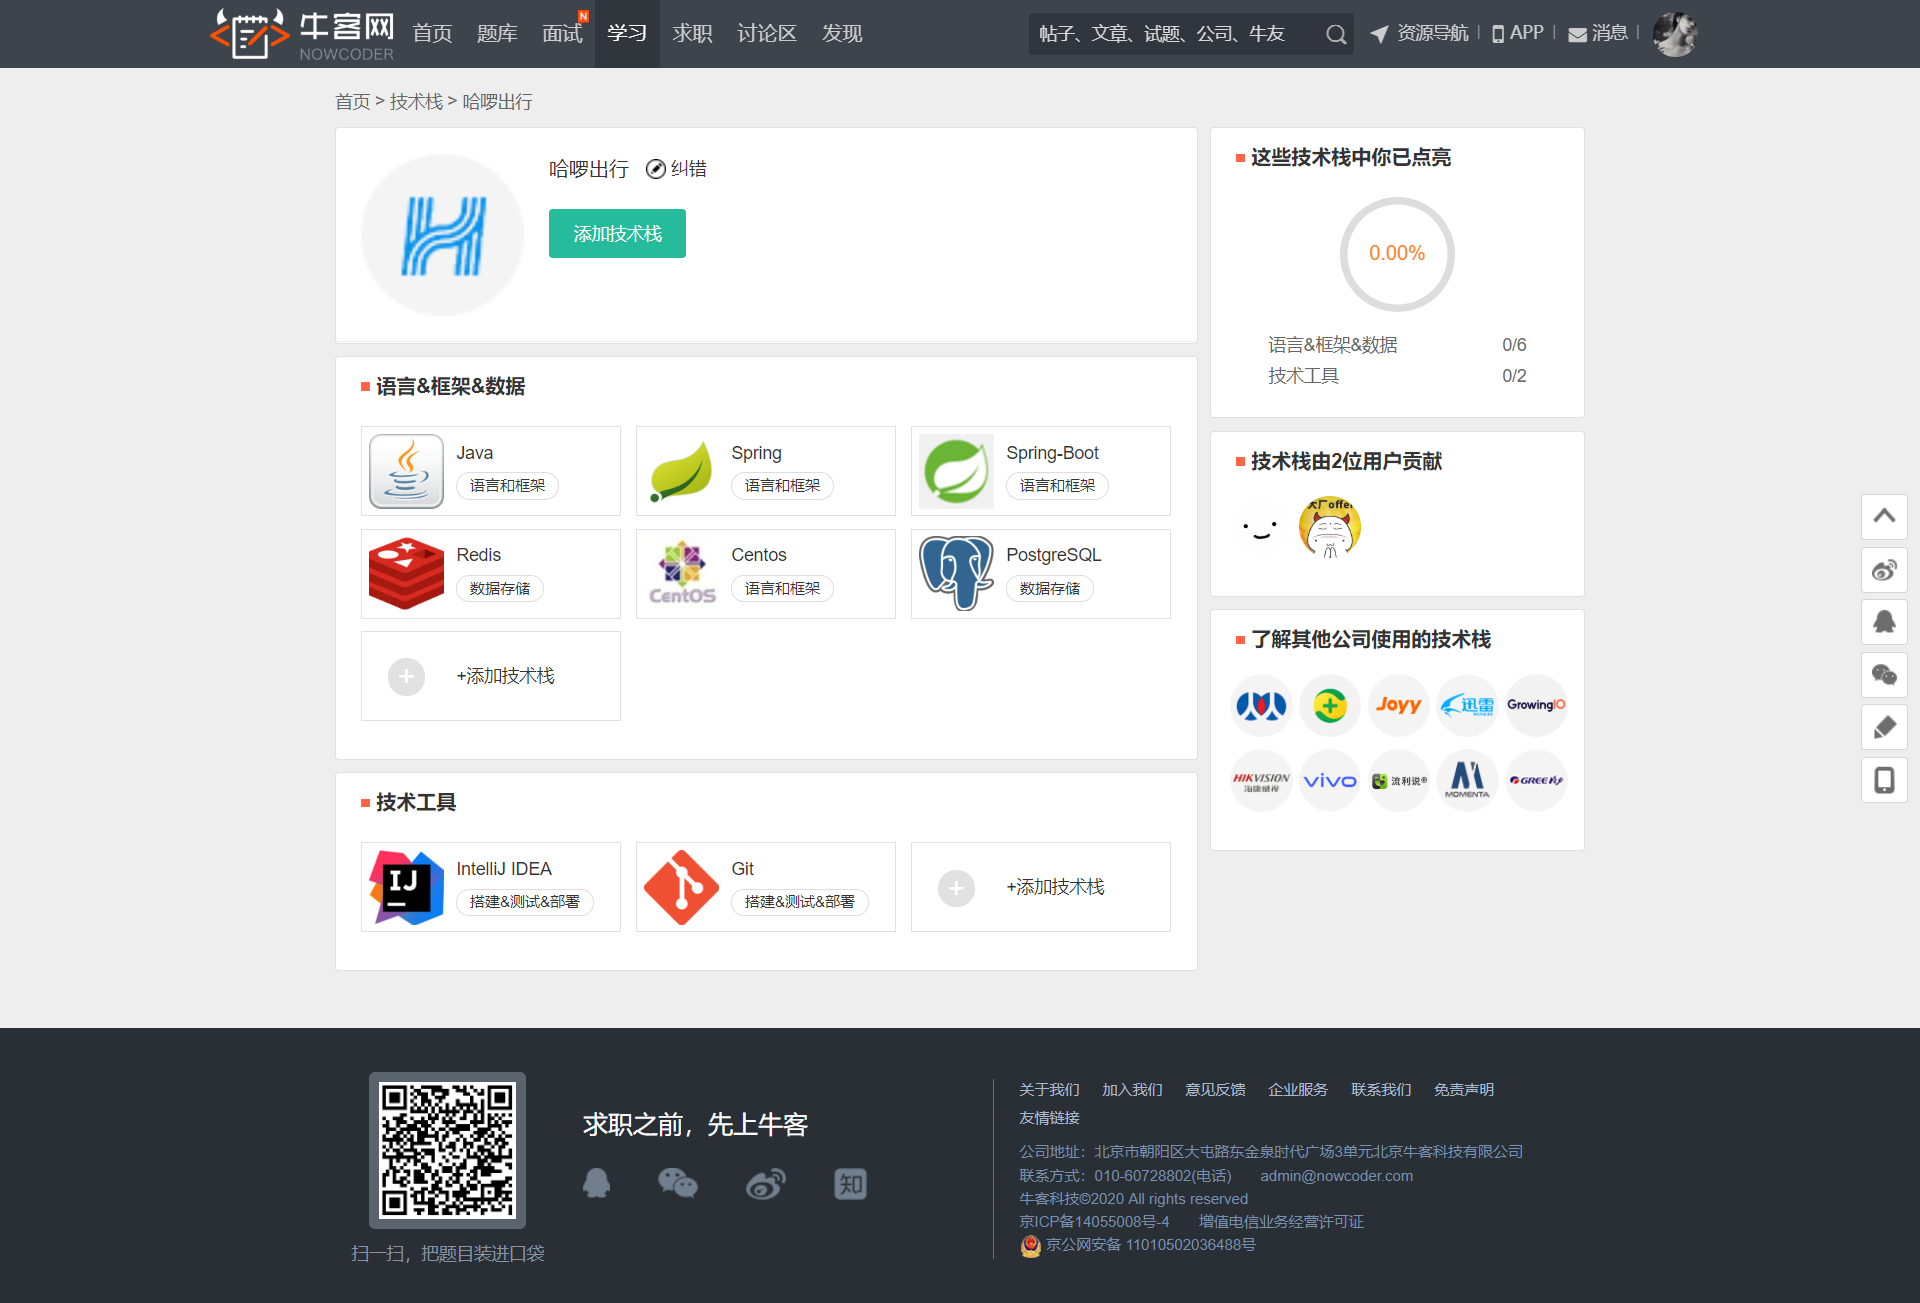 牛客网
NOWCODER
首页 题库 面试 N 学习 求职 讨论区 发现
帖子、文章、试题、公司、牛友
资源导航 APP 消息
首页 > 技术栈 > 哈啰出行
哈啰出行 纠错
添加技术栈
语言&框架&数据
Java
语言和框架
Spring
语言和框架
Spring-Boot
语言和框架
Redis
数据存储
CentOS
Centos
语言和框架
PostgreSQL
数据存储
+添加技术栈
技术工具
IJ
IntelliJ IDEA
搭建&测试&部署
Git
搭建&测试&部署
+添加技术栈
这些技术栈中你已点亮
0.00%
语言&框架&数据 0/6
技术工具 0/2
技术栈由2位用户贡献
大厂offer
了解其他公司使用的技术栈
Joyy 迅雷 GrowingIO
HIKVISION 海康威视 vivo 流利说® MOMENTA GREE
扫一扫，把题目装进口袋
求职之前，先上牛客
知
关于我们 加入我们 意见反馈 企业服务 联系我们 免责声明
友情链接
公司地址：北京市朝阳区大屯路东金泉时代广场3单元北京牛客科技有限公司
联系方式：010-60728802(电话) admin@nowcoder.com
牛客科技©2020 All rights reserved
京ICP备14055008号-4 增值电信业务经营许可证
京公网安备 11010502036488号